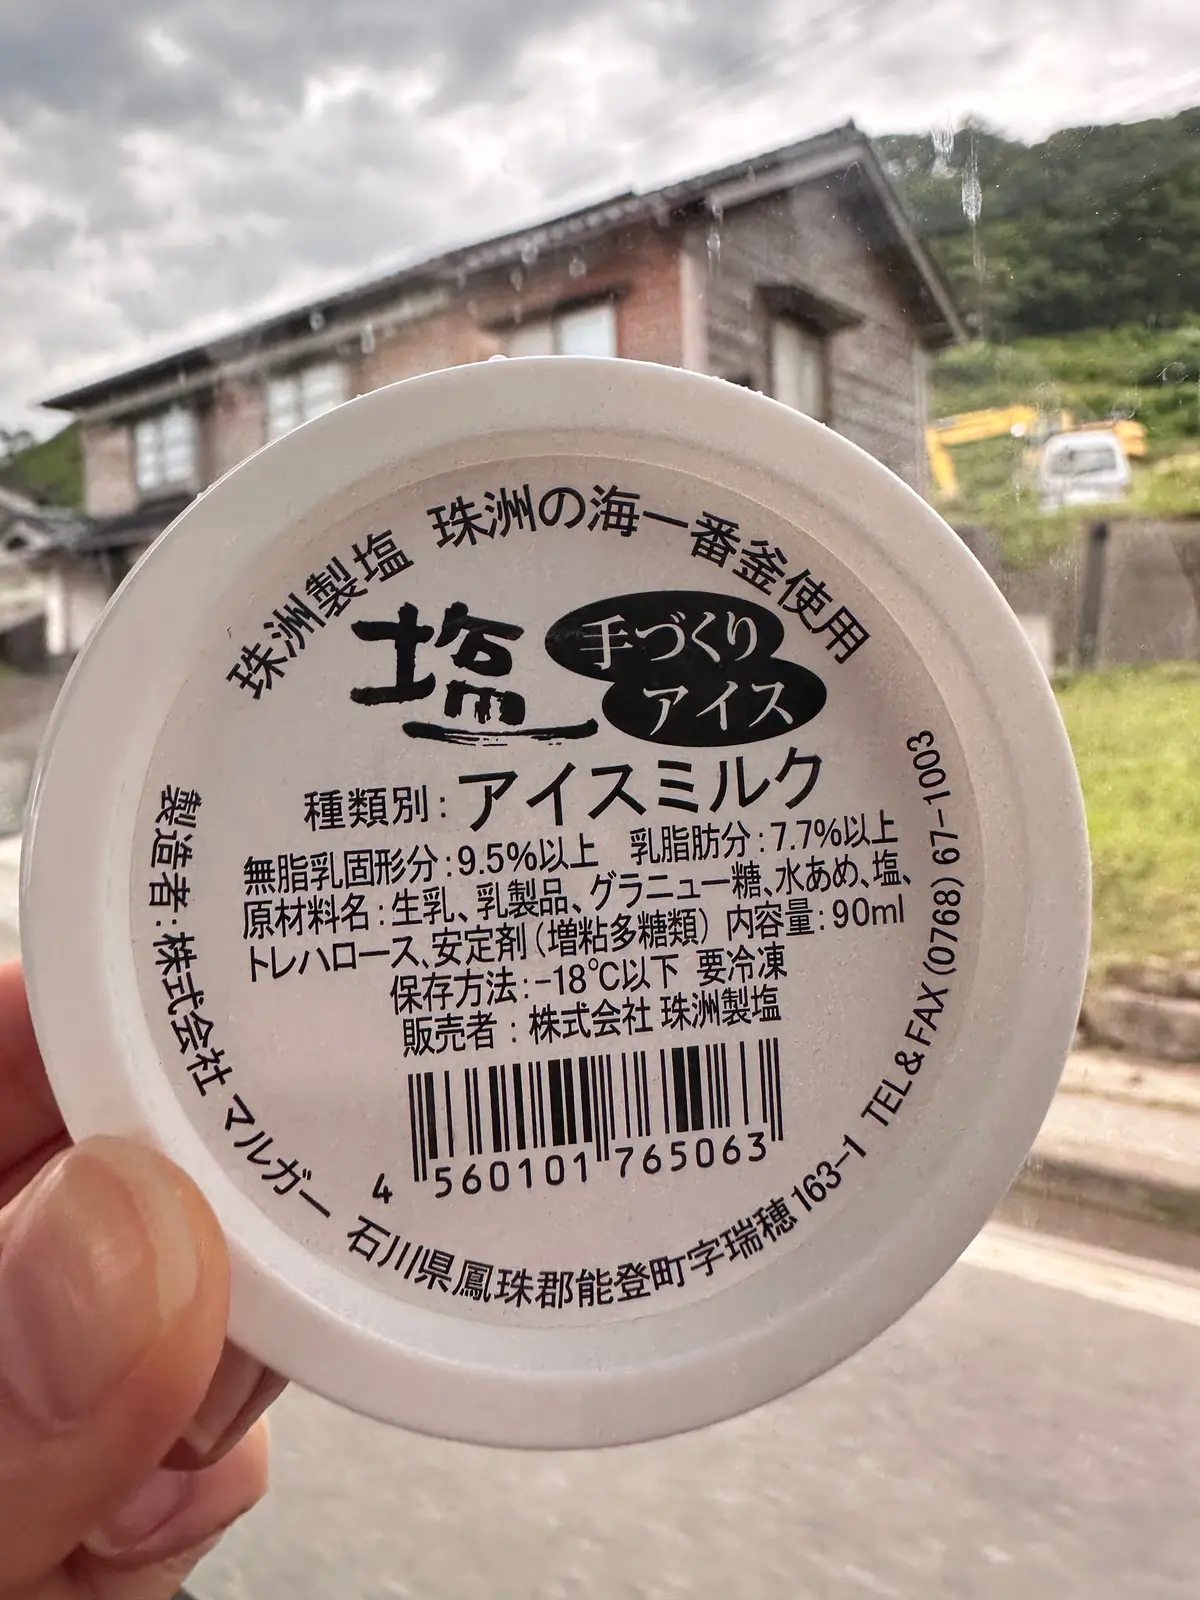 珠洲製塩 珠洲の海一番釜使用
塩
手づくり
アイス
種類別:アイスミルク
無脂乳固形分:9.5%以上 乳脂肪分:7.7%以上
原材料名:生乳、乳製品、グラニュー糖、水あめ、塩、
トレハロース、安定剤(増粘多糖類) 内容量:90ml
保存方法:-18℃以下 要冷凍
販売者:株式会社 珠洲製塩
4 560101 765063
製造者:株式会社 マルガー 石川県鳳珠郡能登町字瑞穂163-1 TEL&FAX(0768)67-1003